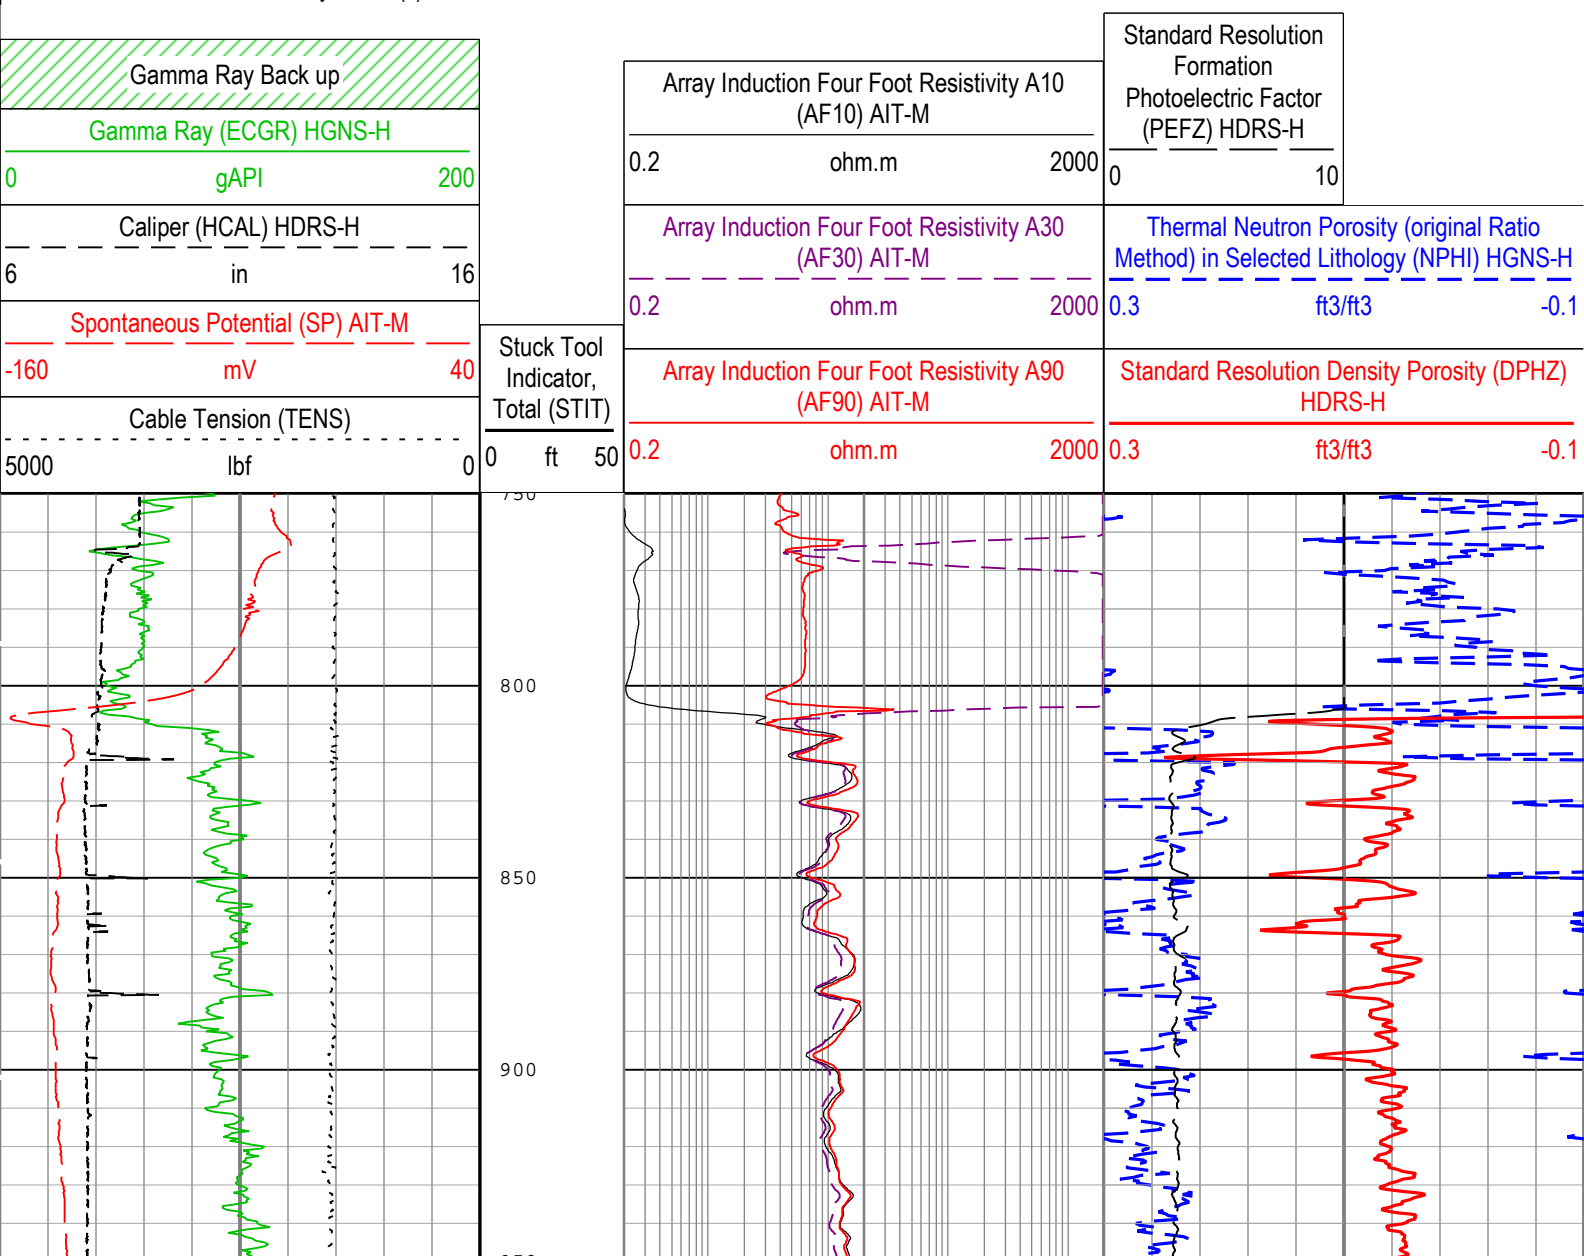 Gamma Ray Back up
Gamma Ray (ECGR) HGNS-H
0 gAPI 200
Caliper (HCAL) HDRS-H
6 in 16
Spontaneous Potential (SP) AIT-M
-160 mV 40
Cable Tension (TENS)
5000 lbf 0
Stuck Tool
Indicator,
Total (STIT)
0 ft 50
Array Induction Four Foot Resistivity A10
(AF10) AIT-M
0.2 ohm.m 2000
Array Induction Four Foot Resistivity A30
(AF30) AIT-M
0.2 ohm.m 2000
Array Induction Four Foot Resistivity A90
(AF90) AIT-M
0.2 ohm.m 2000
Standard Resolution
Formation
Photoelectric Factor
(PEFZ) HDRS-H
0 10
Thermal Neutron Porosity (original Ratio
Method) in Selected Lithology (NPHI) HGNS-H
0.3 ft3/ft3 -0.1
Standard Resolution Density Porosity (DPHZ)
HDRS-H
0.3 ft3/ft3 -0.1
750
800
850
900